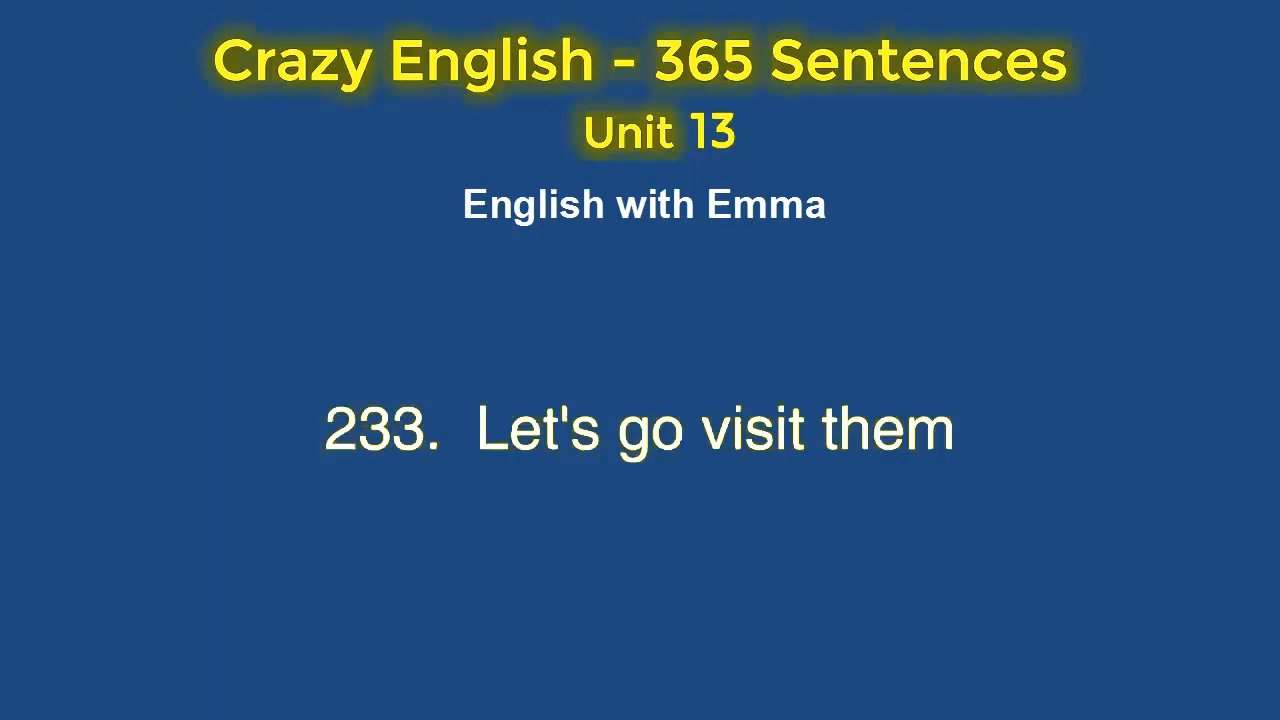 Crazy English - 365 Sentences
Unit 13
English with Emma
233. Let's go visit them